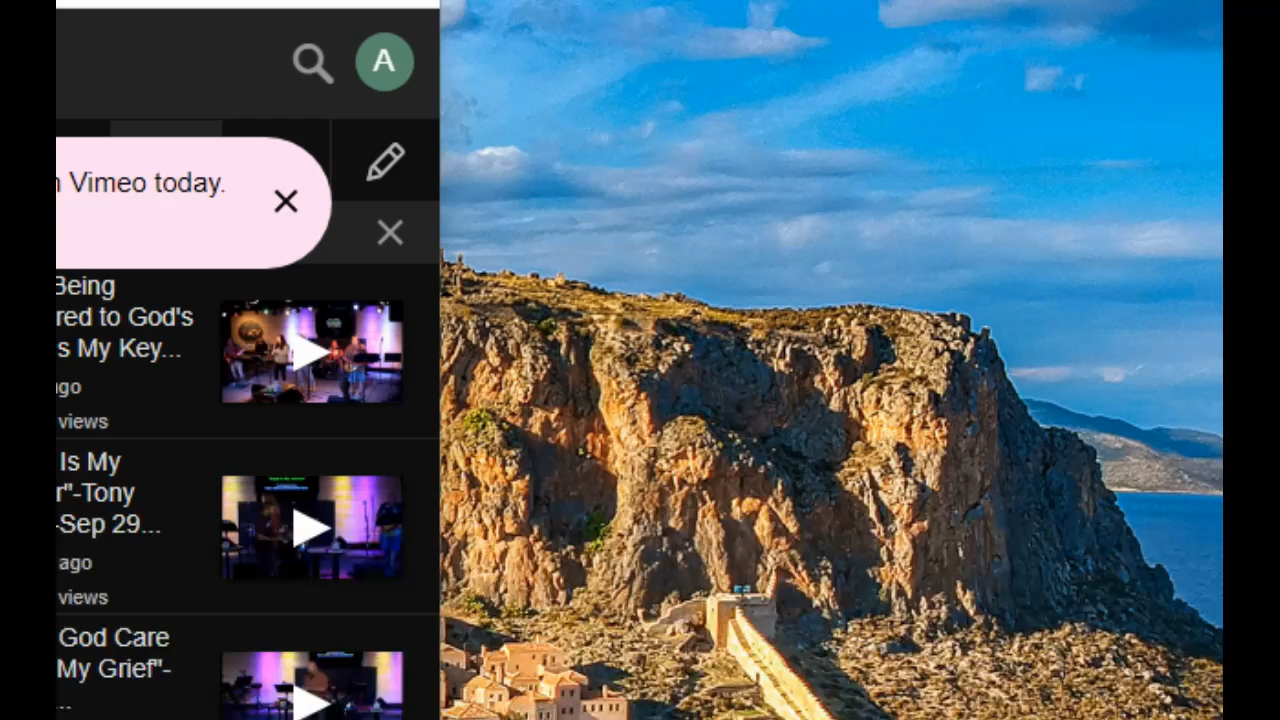 A
Vimeo today.
Being
red to God's
s My Key...
ago
views
Is My
r"-Tony
-Sep 29...
ago
views
God Care
My Grief"-
...